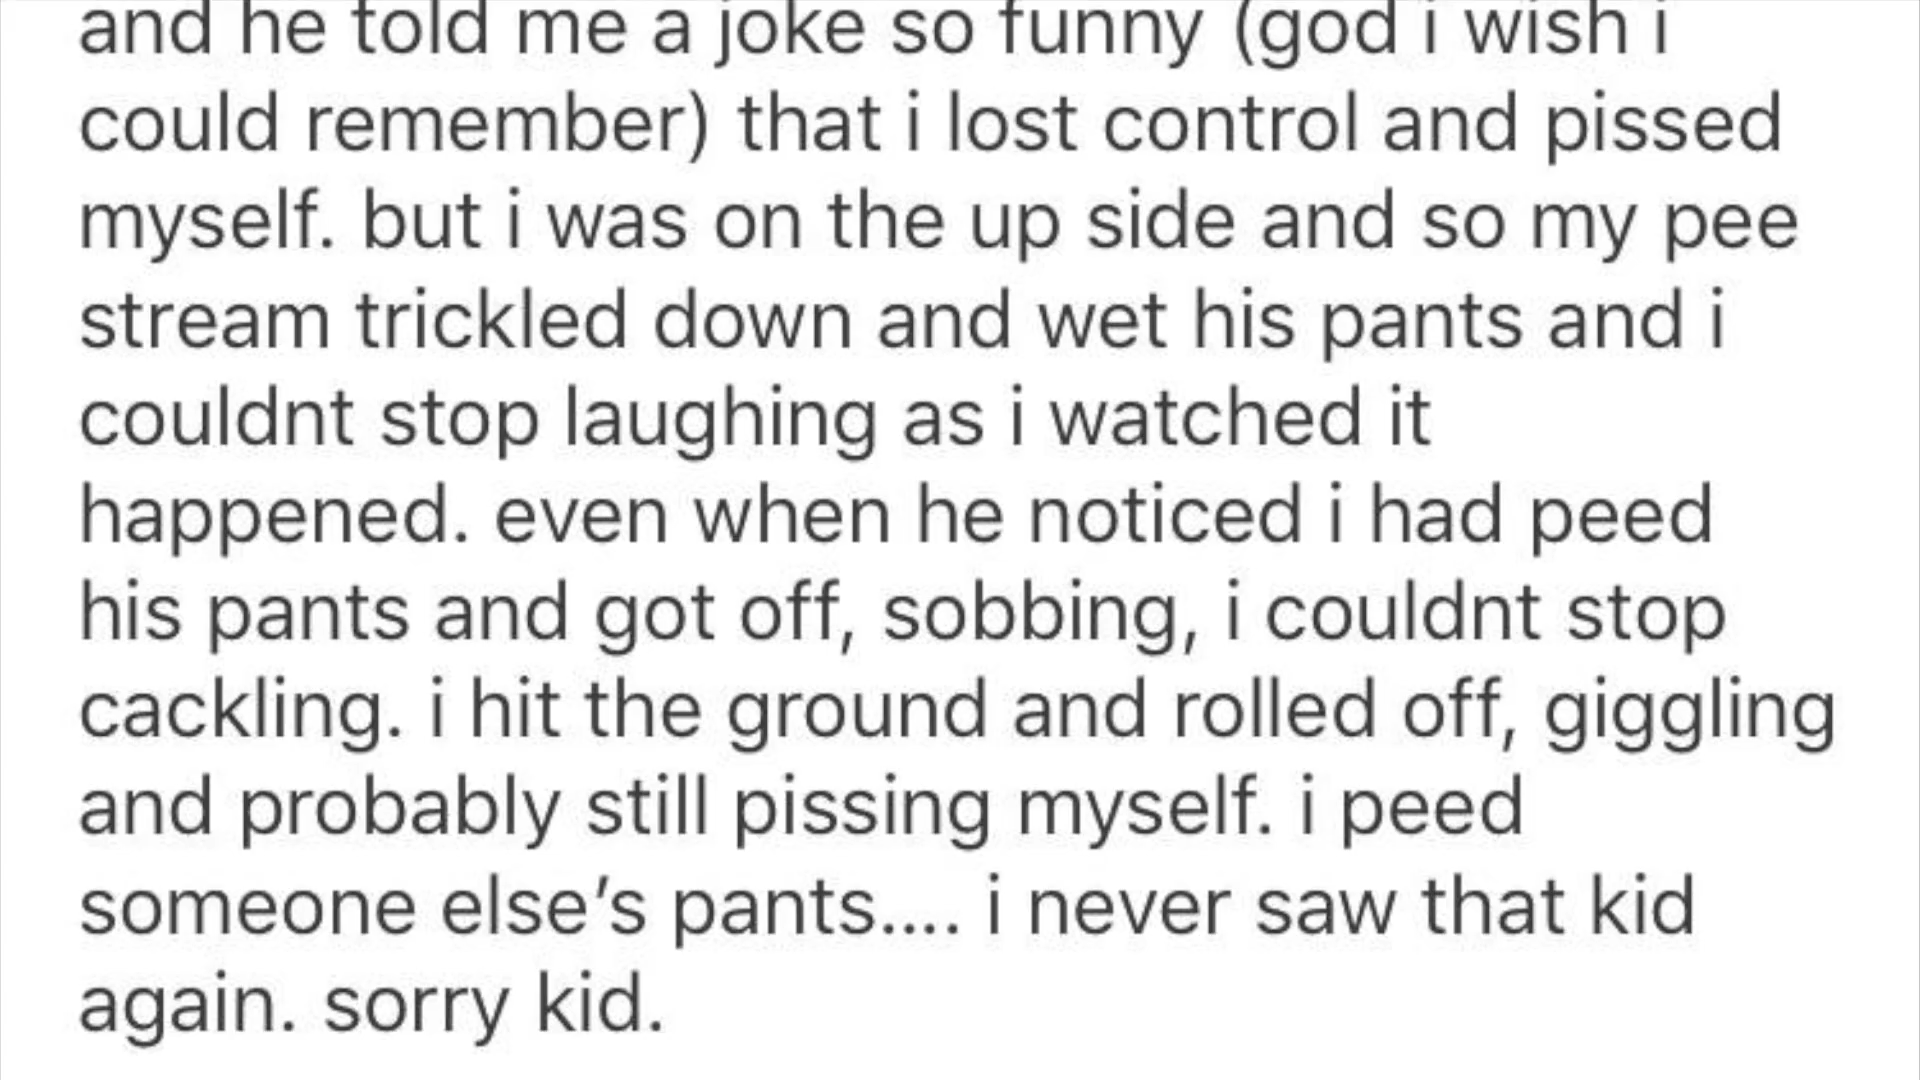 and he told me a joke so funny (god i wish i
could remember) that i lost control and pissed
myself. but i was on the up side and so my pee
stream trickled down and wet his pants and i
couldnt stop laughing as i watched it
happened. even when he noticed i had peed
his pants and got off, sobbing, i couldnt stop
cackling. i hit the ground and rolled off, giggling
and probably still pissing myself. i peed
someone else’s pants.... i never saw that kid
again. sorry kid.